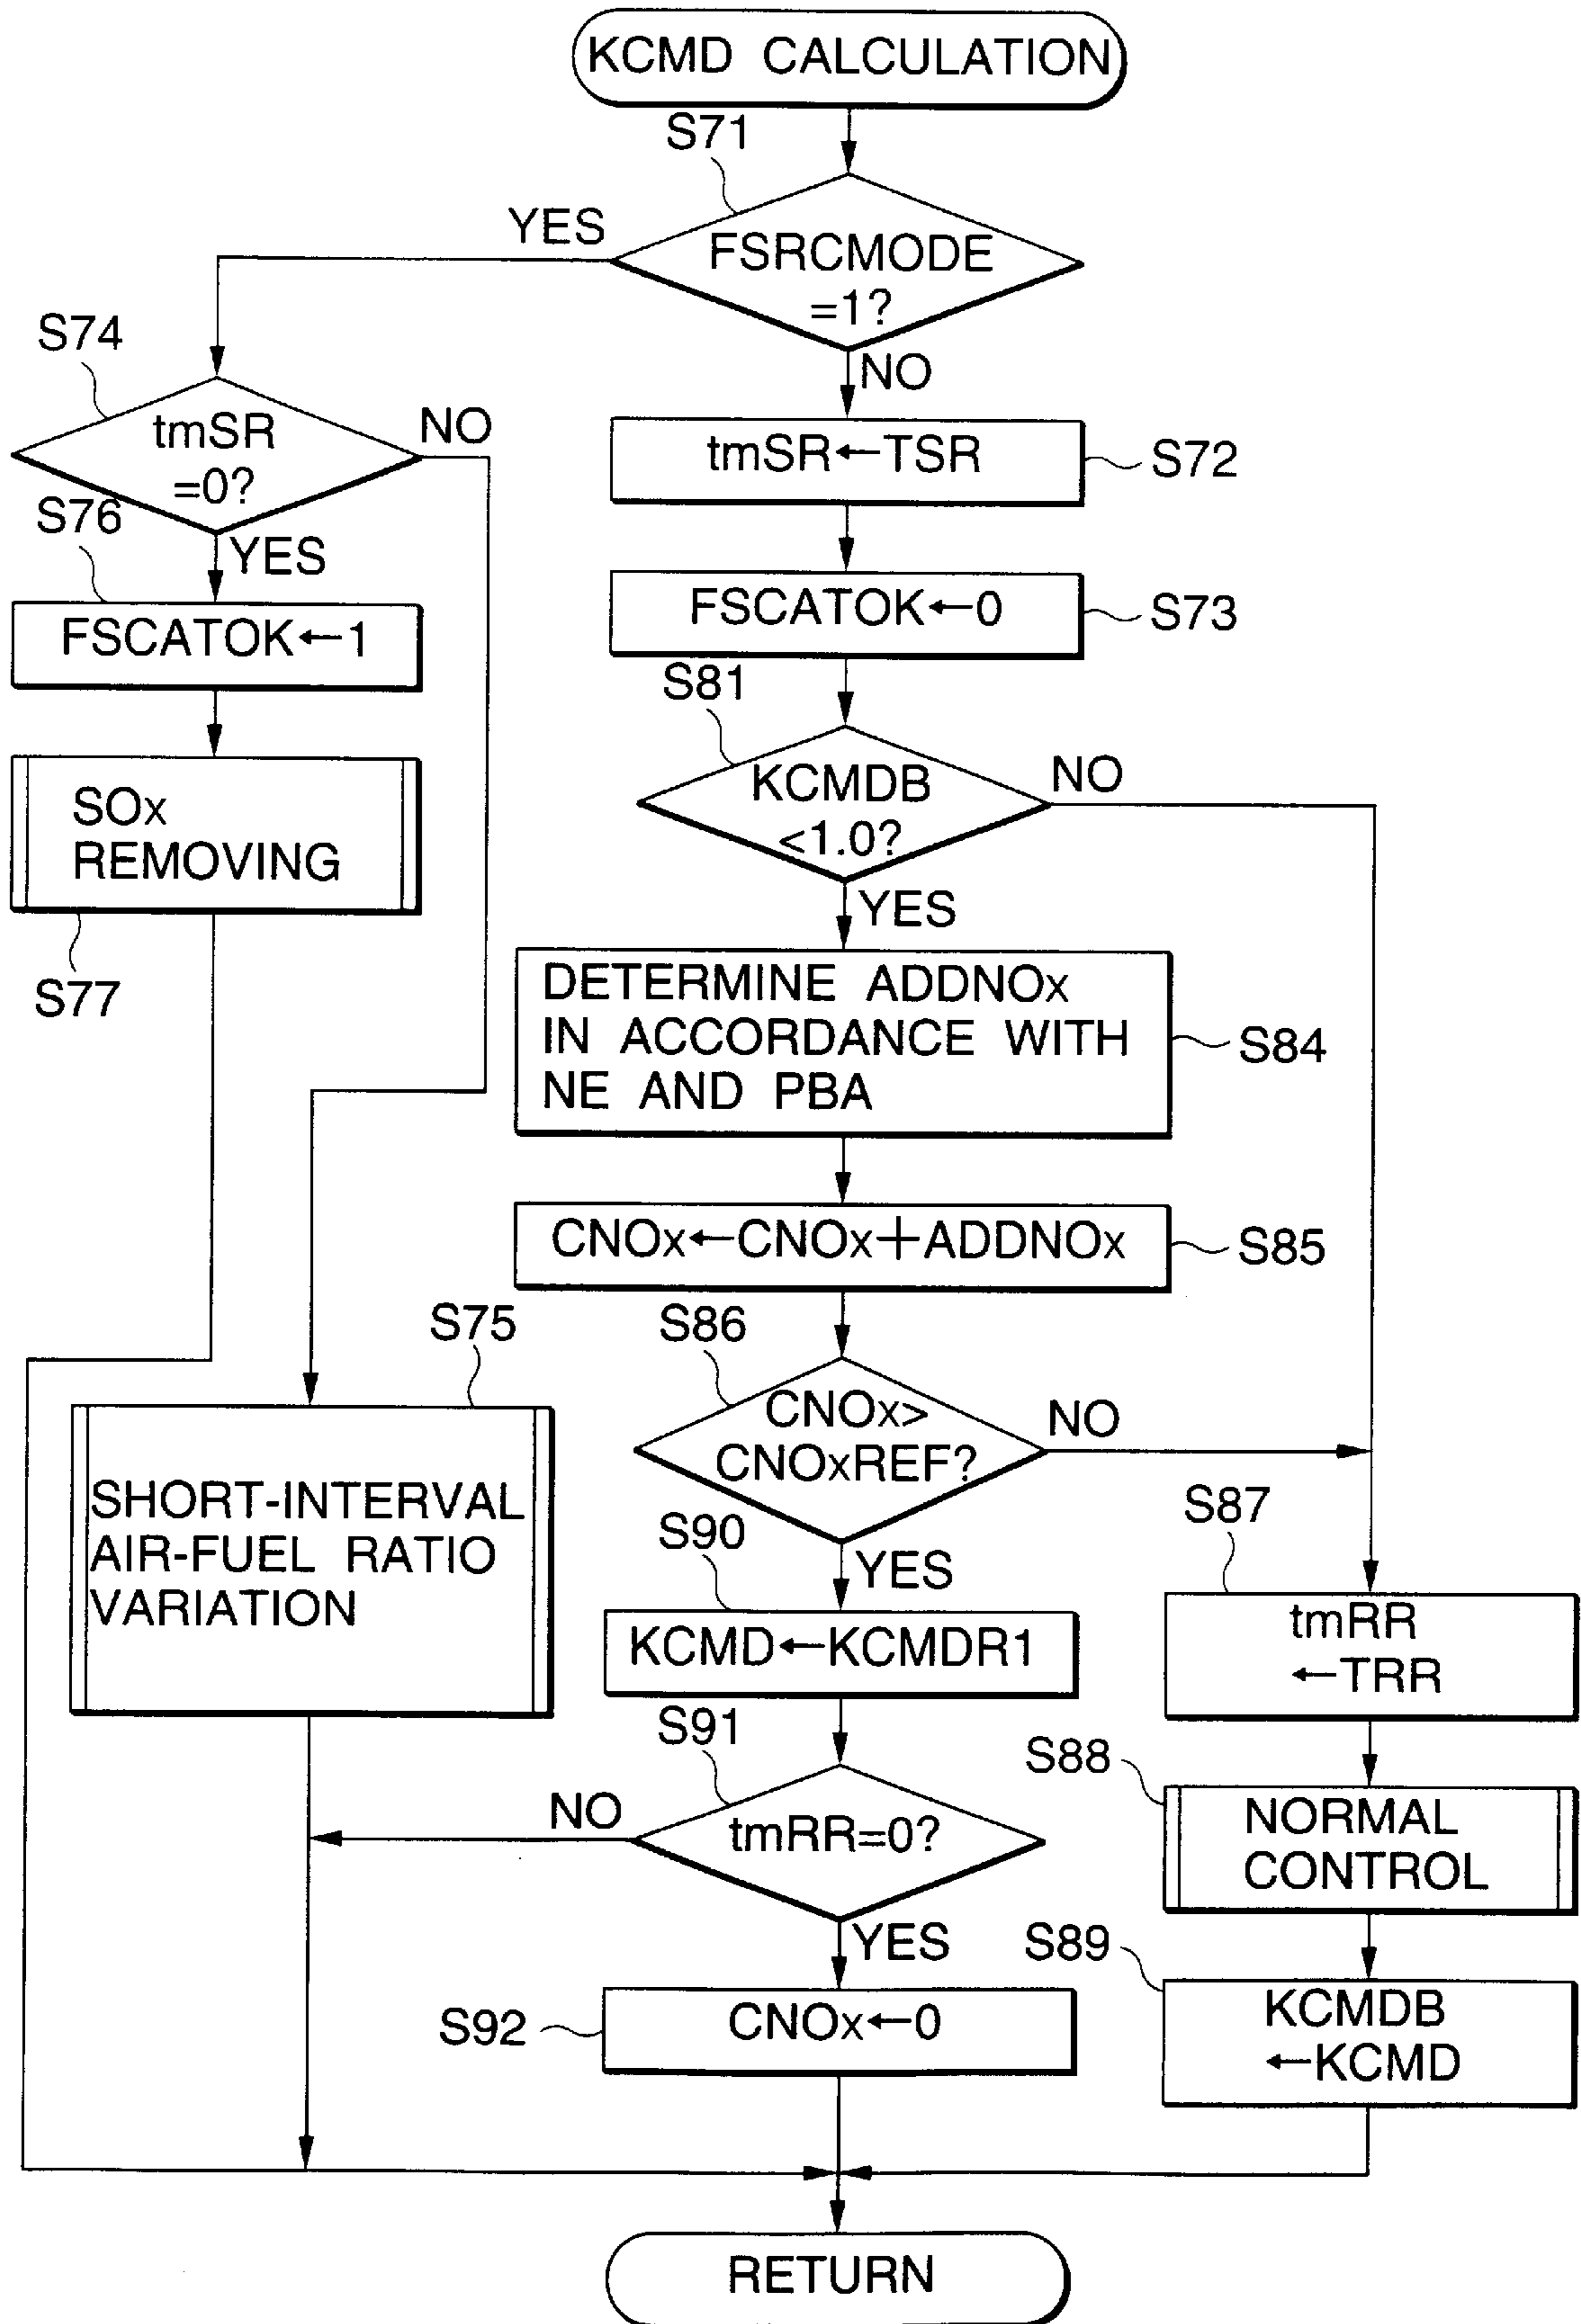 KCMD CALCULATION
S71
FSRCMODE
=1?
YES
NO
S74
tmSR
=0?
NO
YES
tmSR←TSR
S72
S76
FSCATOK←1
FSCATOK←0
S73
SOx
REMOVING
S77
S81
KCMDB
<1.0?
NO
YES
DETERMINE ADDNOx
IN ACCORDANCE WITH
NE AND PBA
S84
CNOx←CNOx+ADDNOx
S85
S75
SHORT-INTERVAL
AIR-FUEL RATIO
VARIATION
S86
CNOx>
CNOxREF?
NO
YES
S90
KCMD←KCMDR1
S87
tmRR
←TRR
S91
tmRR=0?
NO
YES
S88
NORMAL
CONTROL
S92
CNOx←0
S89
KCMDB
←KCMD
RETURN